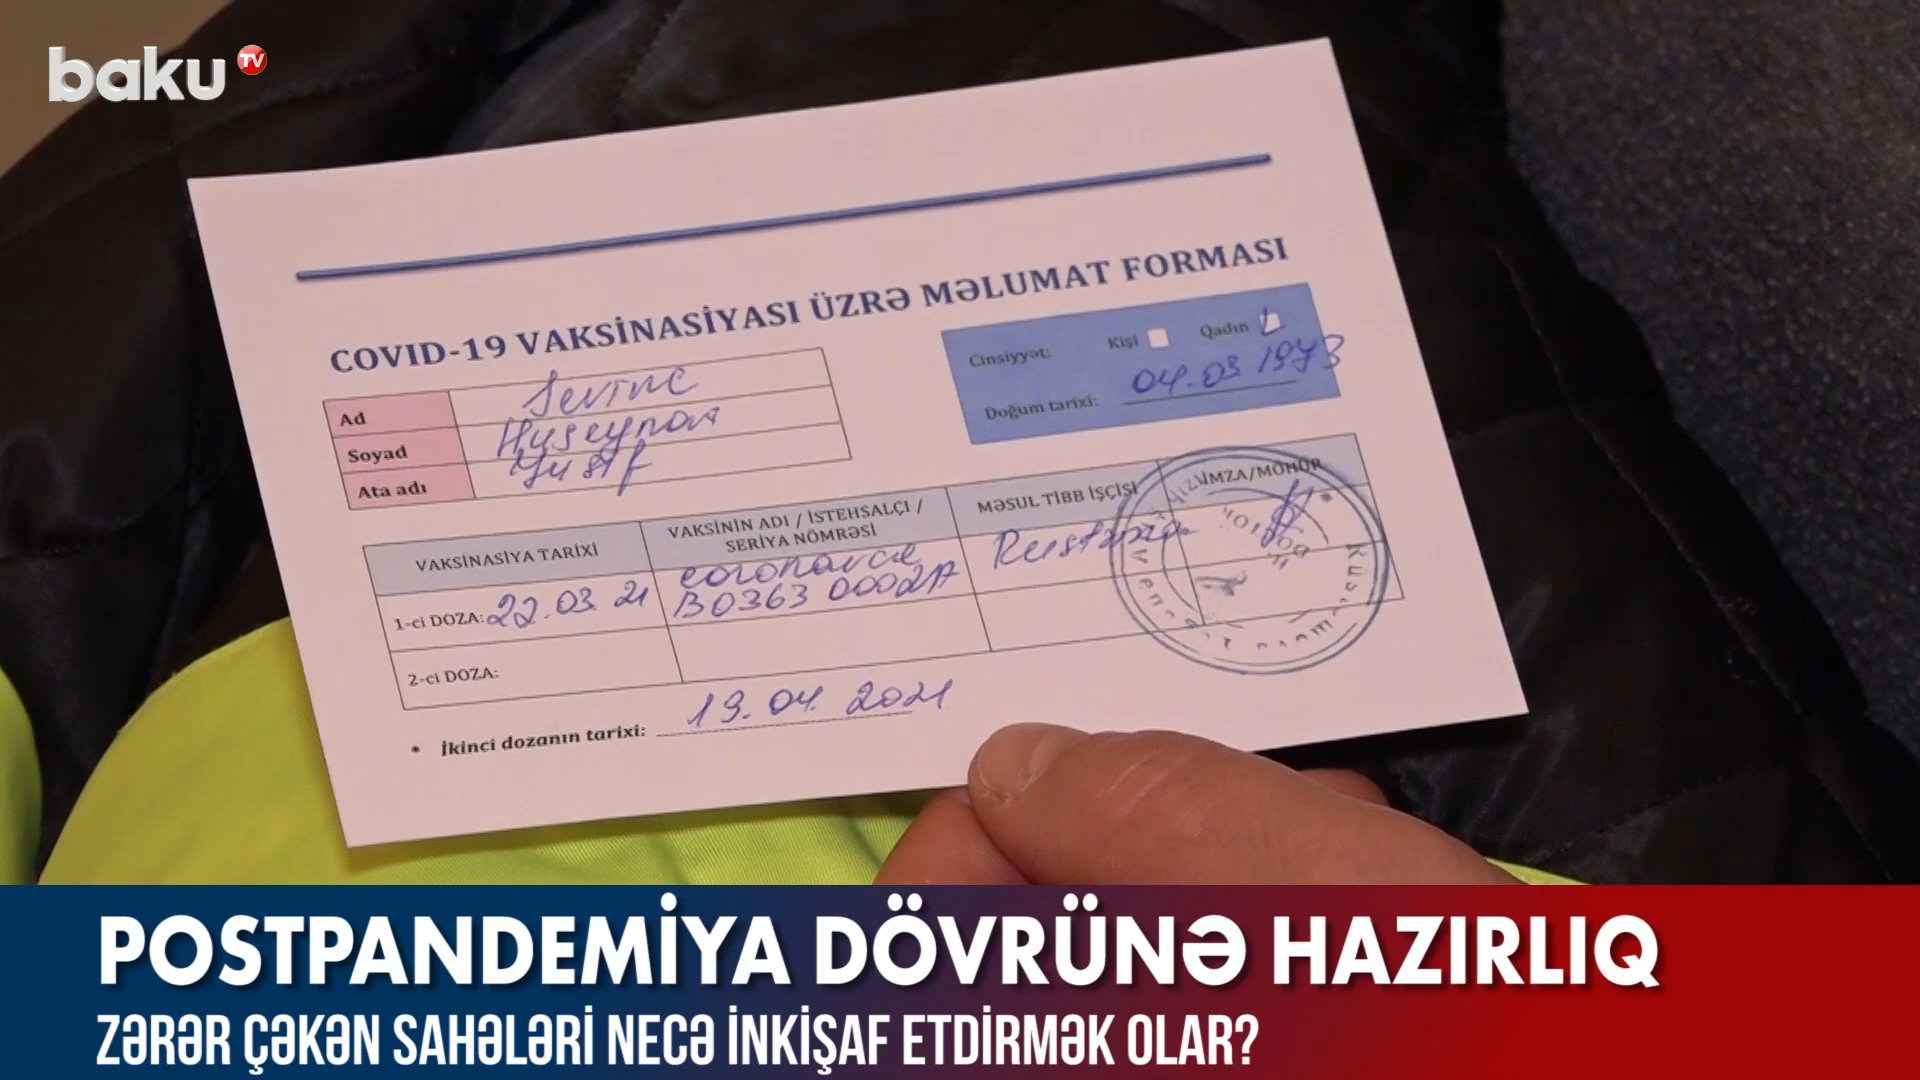 baku TV
COVID-19 VAKSİNASİYASI ÜZRƏ MƏLUMAT FORMASI
Ad Sevinc
Soyad Huseynova
Ata adı Yusif
Cinsiyyət: Kişi Qadın
Doğum tarixi: 04.03 1973
VAKSİNASİYA TARİXİ
VAKSİNİN ADI / İSTEHSALÇI /
SERİYA NÖMRƏSİ
MƏSUL TİBB İŞÇİSİ
İMZA/MÖHÜR
1-ci DOZA: 22.03 21
coronavac
B0363 0002A
HƏKİM
2-ci DOZA:
* İkinci dozanın tarixi: 19.04.2021
POSTPANDEMİYA DÖVRÜNƏ HAZIRLIQ
ZƏRƏR ÇƏKƏN SAHƏLƏRİ NECƏ İNKİŞAF ETDİRMƏK OLAR?